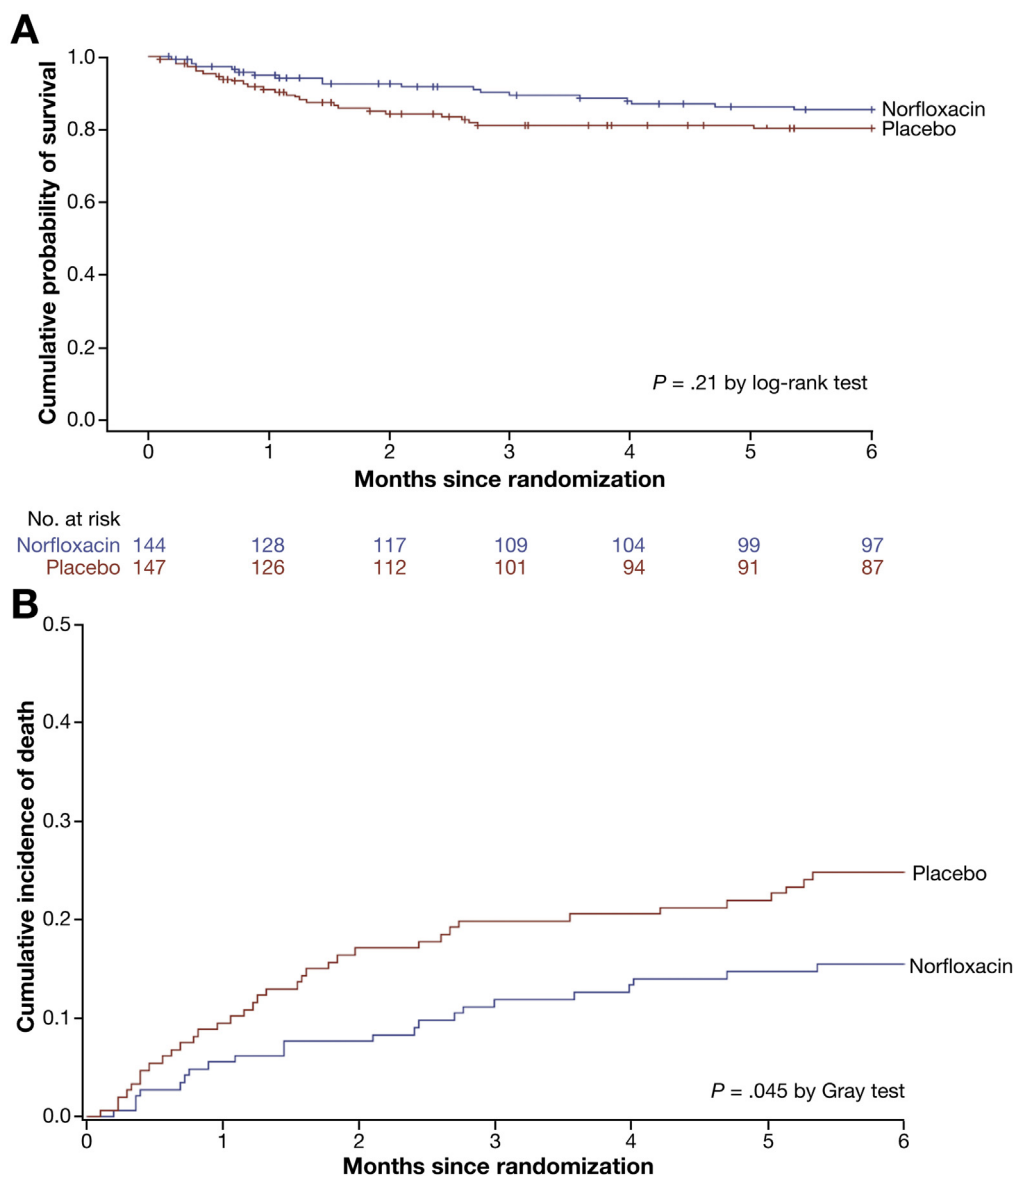 A
Cumulative probability of survival
1.0
0.8
0.6
0.4
0.2
0.0
Norfloxacin
Placebo
P = .21 by log-rank test
0 1 2 3 4 5 6
Months since randomization
No. at risk
Norfloxacin 144 128 117 109 104 99 97
Placebo 147 126 112 101 94 91 87
B
Cumulative incidence of death
0.5
0.4
0.3
0.2
0.1
0.0
Placebo
Norfloxacin
P = .045 by Gray test
0 1 2 3 4 5 6
Months since randomization